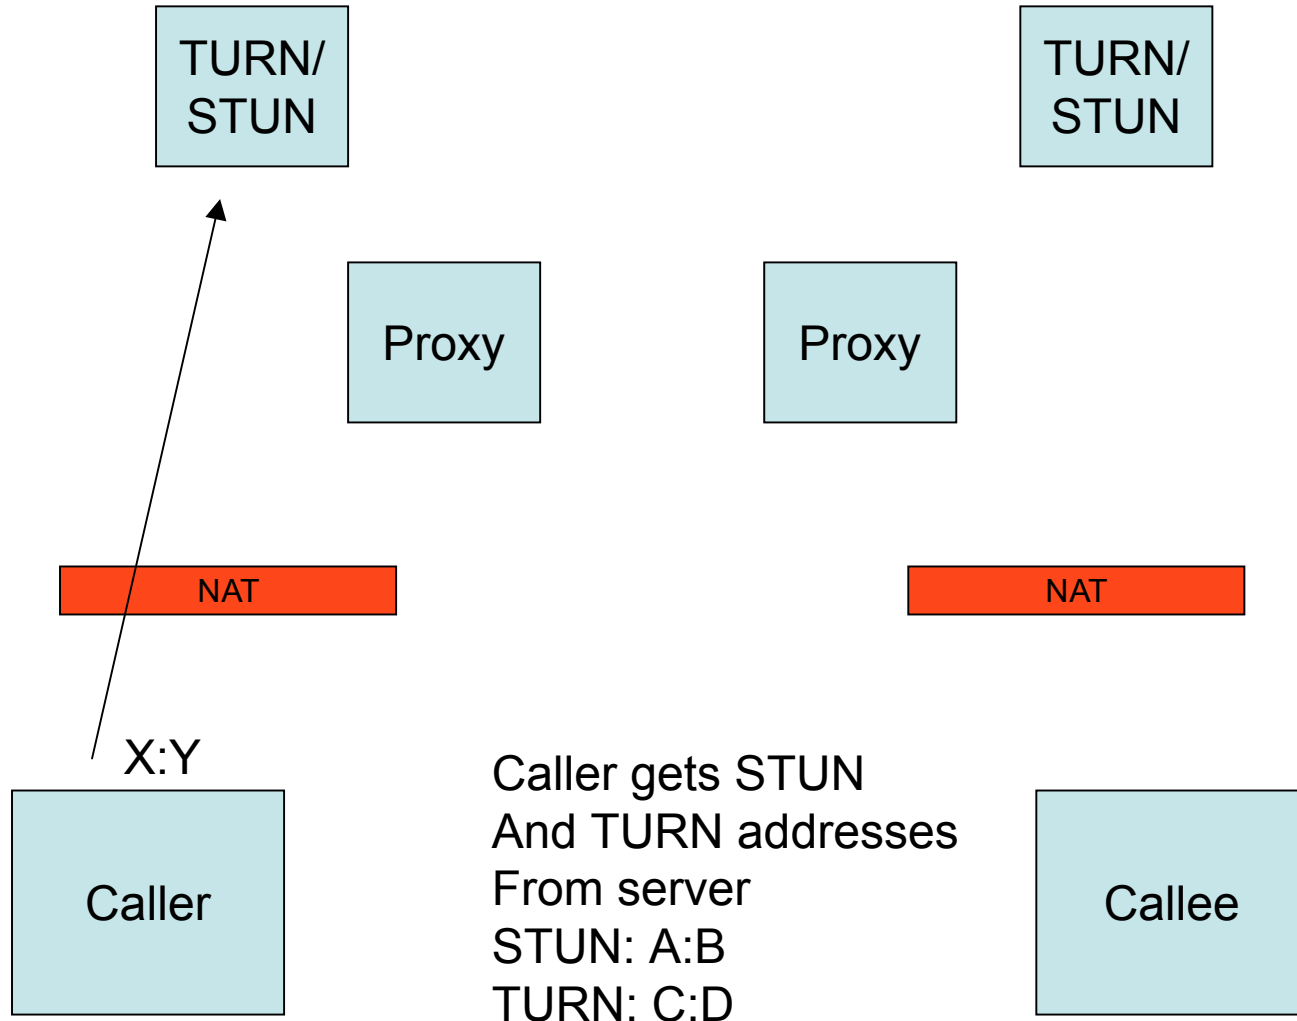 TURN/
STUN
TURN/
STUN
Proxy
Proxy
NAT
NAT
X:Y
Caller
Caller gets STUN
And TURN addresses
From server
STUN: A:B
TURN: C:D
Callee